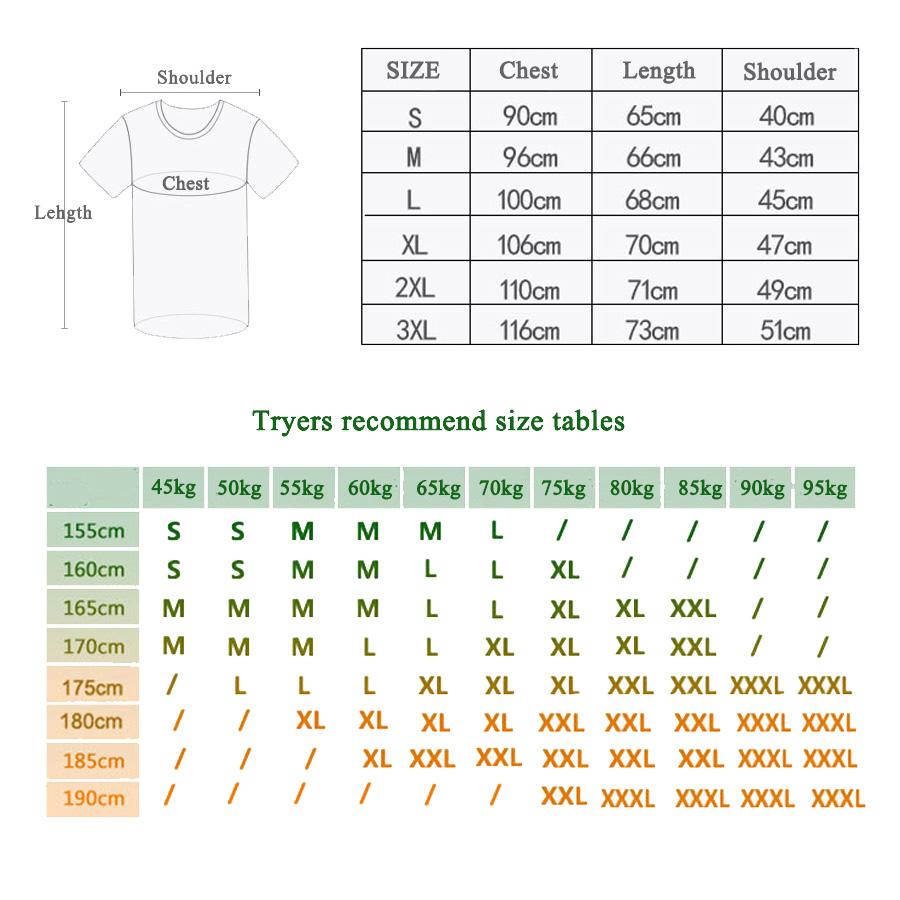 Shoulder
Chest
Lehgth
SIZE Chest Length Shoulder
S 90cm 65cm 40cm
M 96cm 66cm 43cm
L 100cm 68cm 45cm
XL 106cm 70cm 47cm
2XL 110cm 71cm 49cm
3XL 116cm 73cm 51cm
Tryers recommend size tables
45kg 50kg 55kg 60kg 65kg 70kg 75kg 80kg 85kg 90kg 95kg
155cm S S M M M L / / / / /
160cm S S M M L L XL / / / /
165cm M M M M L L XL XL XXL / /
170cm M M M L L XL XL XL XXL / /
175cm / L L L XL XL XL XXL XXL XXXL XXXL
180cm / / XL XL XL XL XXL XXL XXL XXXL XXXL
185cm / / / XL XXL XXL XXL XXL XXL XXXL XXXL
190cm / / / / / / XXL XXXL XXXL XXXL XXXL